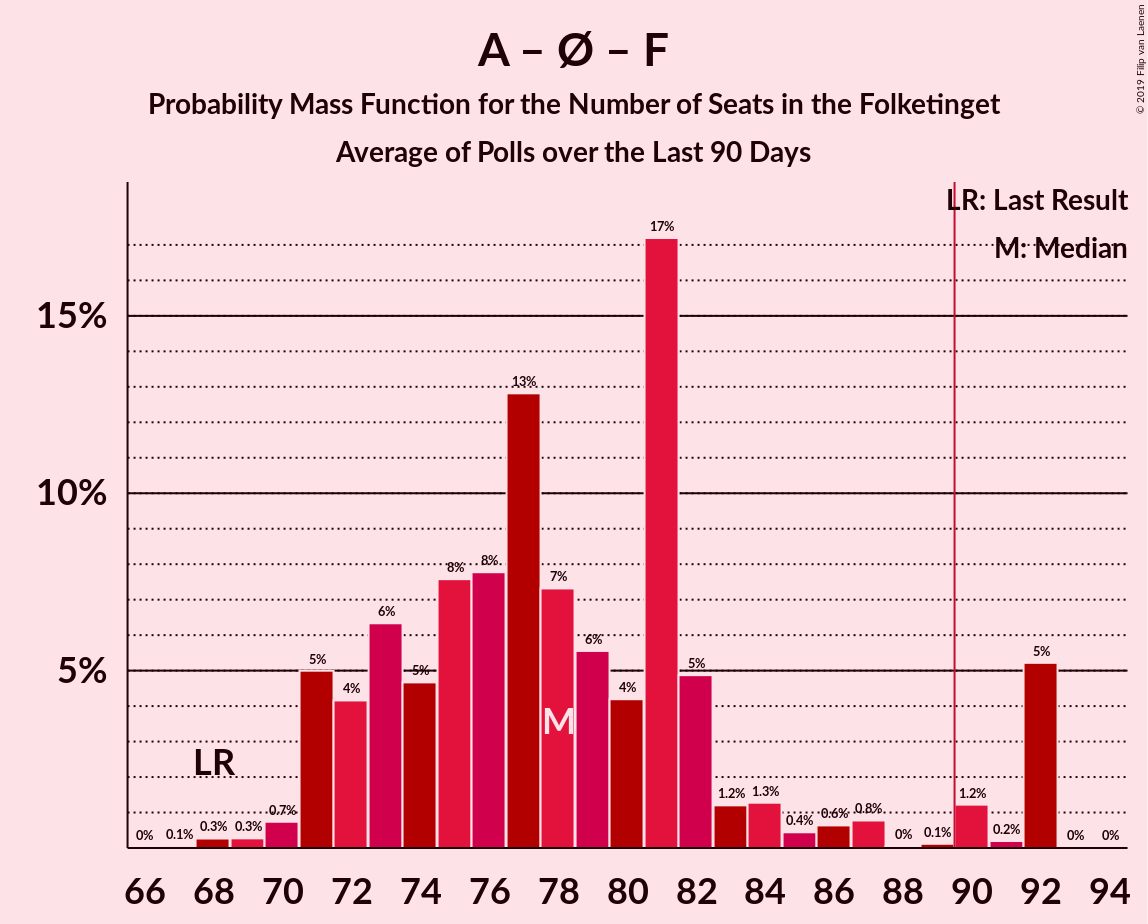 A – Ø – F
Probability Mass Function for the Number of Seats in the Folketinget
Average of Polls over the Last 90 Days
© 2019 Filip van Laenen
LR: Last Result
M: Median
15%
10%
5%
0% 0.1% 0.3% 0.3% 0.7% 5% 4% 6% 5% 8% 8% 13% 7% 6% 4% 17% 5% 1.2% 1.3% 0.4% 0.6% 0.8% 0% 0.1% 1.2% 0.2% 5% 0% 0%
LR
M
66 68 70 72 74 76 78 80 82 84 86 88 90 92 94